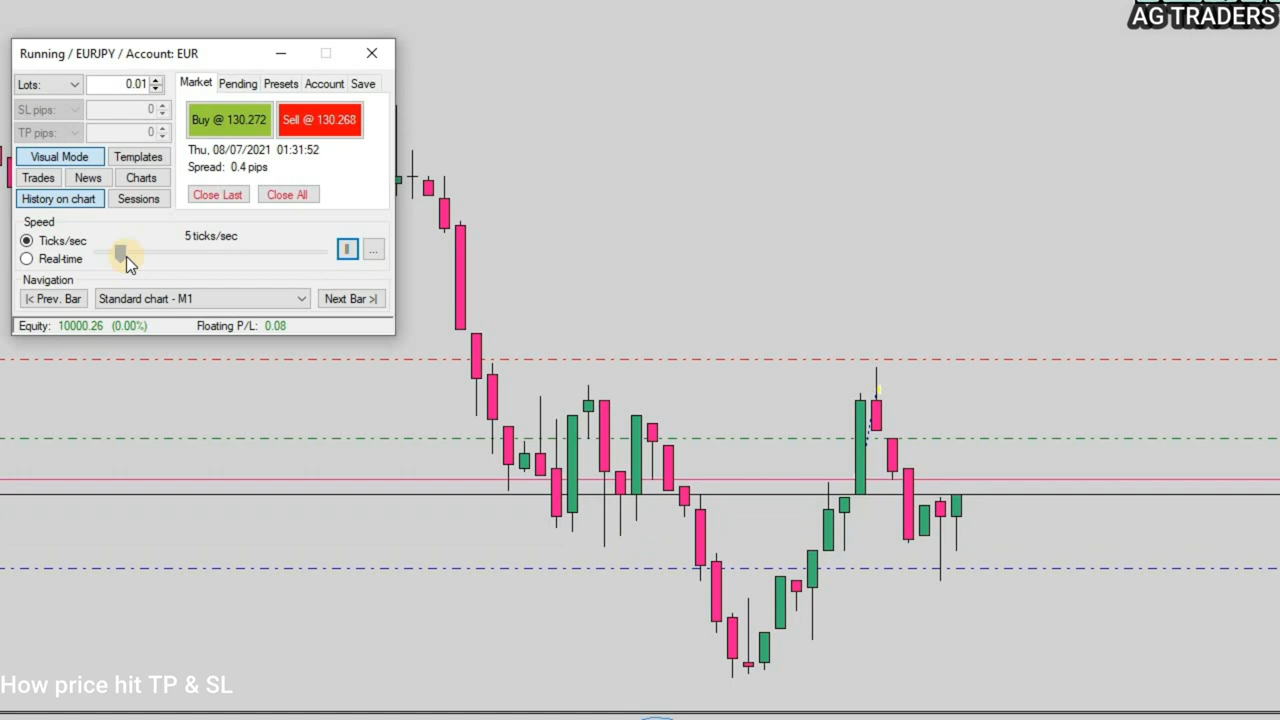 AG TRADERS
Running / EURJPY / Account: EUR
Lots: 0.01
Market Pending Presets Account Save
SL pips: 0
TP pips: 0
Buy @ 130.272 Sell @ 130.268
Thu, 08/07/2021 01:31:52
Spread: 0.4 pips
Visual Mode Templates
Trades News Charts
History on chart Sessions
Close Last Close All
Speed
Ticks/sec
5 ticks/sec
Real-time
...
Navigation
|< Prev. Bar Standard chart - M1 Next Bar >|
Equity: 10000.26 (0.00%) Floating P/L: 0.08
How price hit TP & SL